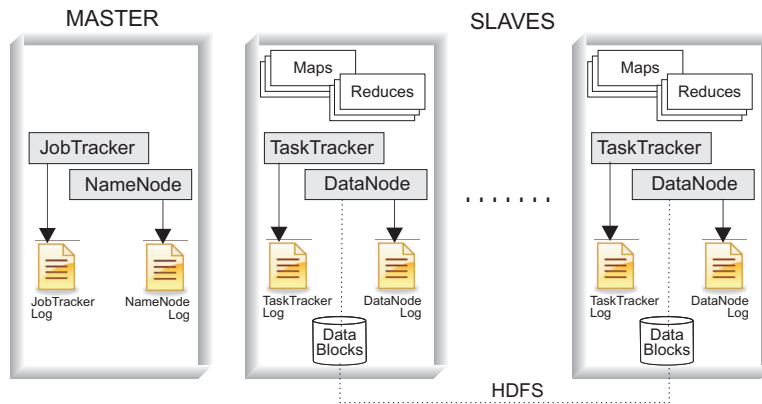 MASTER
SLAVES
JobTracker
NameNode
JobTracker
Log
NameNode
Log
Maps
Reduces
TaskTracker
DataNode
TaskTracker
Log
DataNode
Log
Data
Blocks
.......
Maps
Reduces
TaskTracker
DataNode
TaskTracker
Log
DataNode
Log
Data
Blocks
HDFS